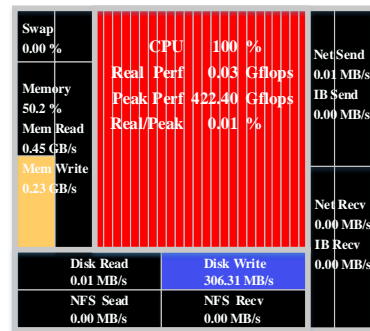 Swap
0.00 %
Memory
50.2 %
Mem Read
0.45 GB/s
Mem Write
0.23 GB/s
CPU 100 %
Real Perf 0.03 Gflops
Peak Perf 422.40 Gflops
Real/Peak 0.01 %
Net Send
0.01 MB/s
IB Send
0.00 MB/s
Net Recv
0.00 MB/s
IB Recv
0.00 MB/s
Disk Read
0.01 MB/s
Disk Write
306.31 MB/s
NFS Sead
0.00 MB/s
NFS Recv
0.00 MB/s